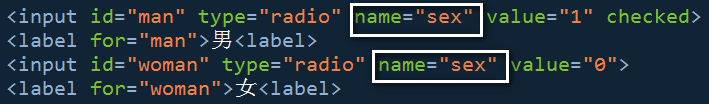 <input id="man" type="radio" name="sex" value="1" checked>
<label for="man">男<label>
<input id="woman" type="radio" name="sex" value="0">
<label for="woman">女<label>